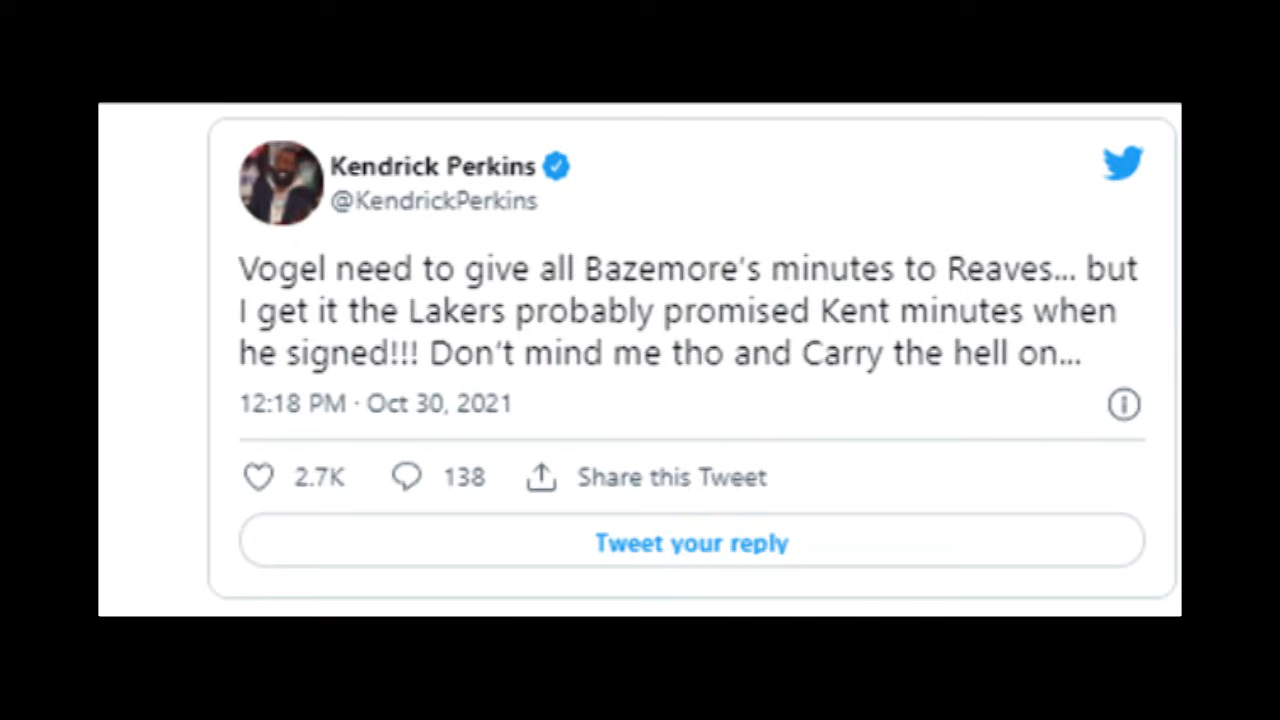 Kendrick Perkins
@KendrickPerkins
Vogel need to give all Bazemore's minutes to Reaves... but
I get it the Lakers probably promised Kent minutes when
he signed!!! Don't mind me tho and Carry the hell on...
12:18 PM · Oct 30, 2021
2.7K 138 Share this Tweet
Tweet your reply